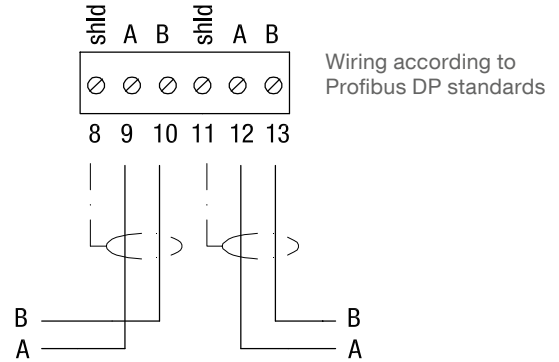 shld A B shld A B
Wiring according to
Profibus DP standards
8 9 10 11 12 13
B B
A A